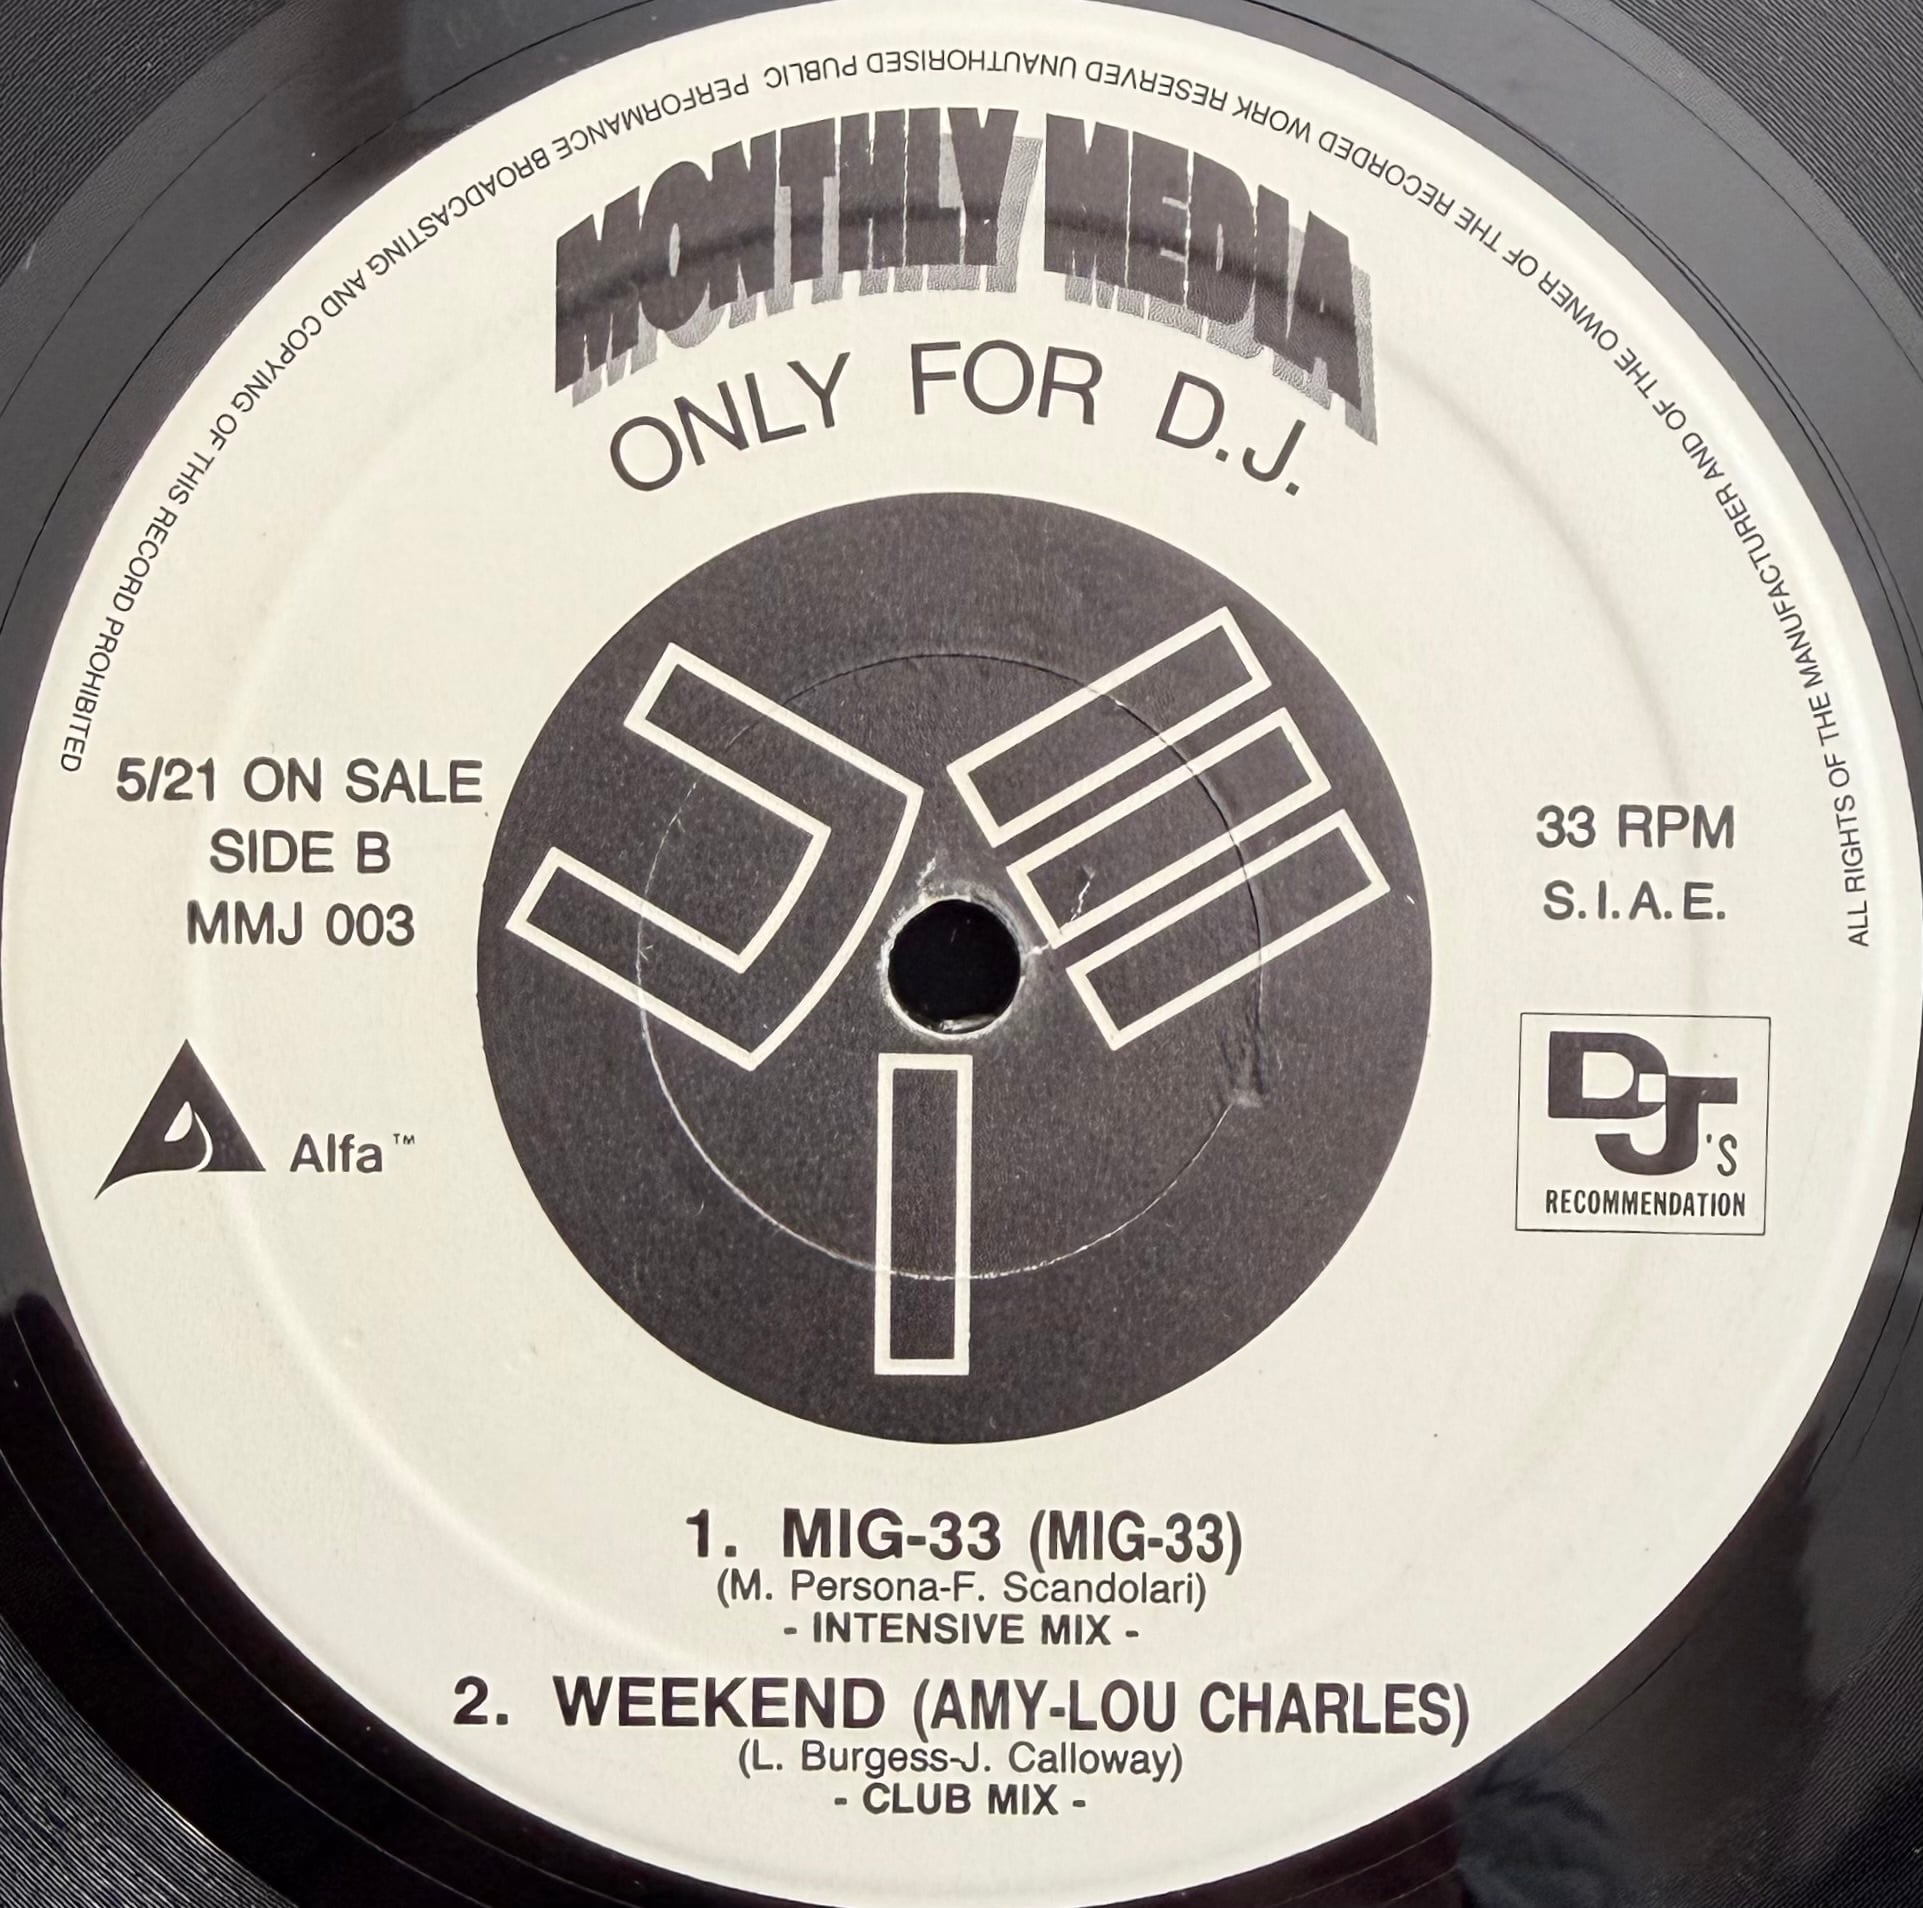 ALL RIGHTS OF THE MANUFACTURER AND OF THE OWNER OF THE RECORDED WORK RESERVED UNAUTHORISED PUBLIC PERFORMANCE BROADCASTING AND COPYING OF THIS RECORD PROHIBITED
MONTHLY MEDIA
ONLY FOR D.J.
5/21 ON SALE
SIDE B
MMJ 003
Alfa™
33 RPM
S.I.A.E.
DJ's
RECOMMENDATION
1. MIG-33 (MIG-33)
(M. Persona-F. Scandolari)
- INTENSIVE MIX -
2. WEEKEND (AMY-LOU CHARLES)
(L. Burgess-J. Calloway)
- CLUB MIX -